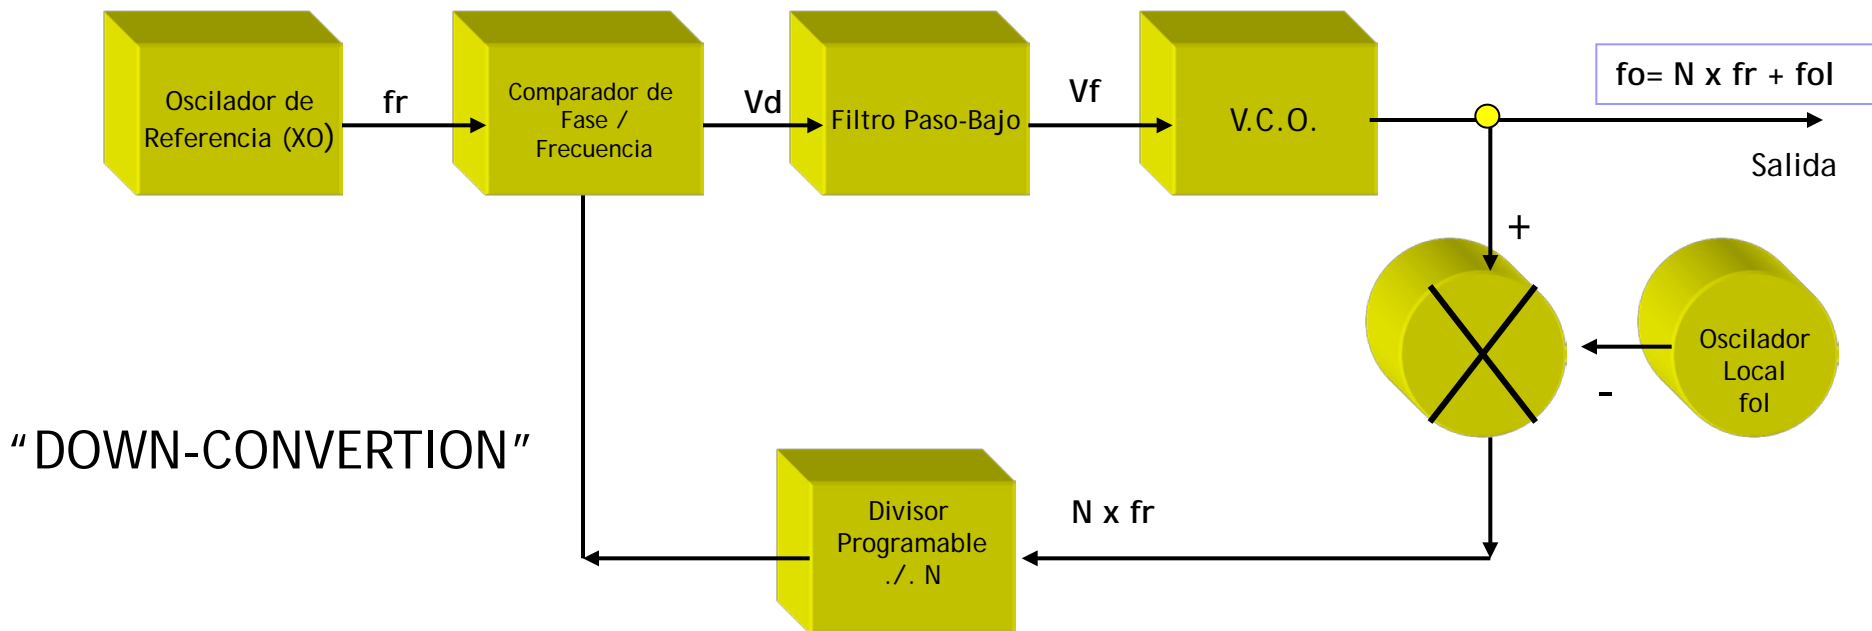 Oscilador de
Referencia (XO)
fr
Comparador de
Fase /
Frecuencia
Vd
Filtro Paso-Bajo
Vf
V.C.O.
fo= N x fr + fol
Salida
+
Oscilador
Local
fol
-
“DOWN-CONVERTION”
Divisor
Programable
./. N
N x fr